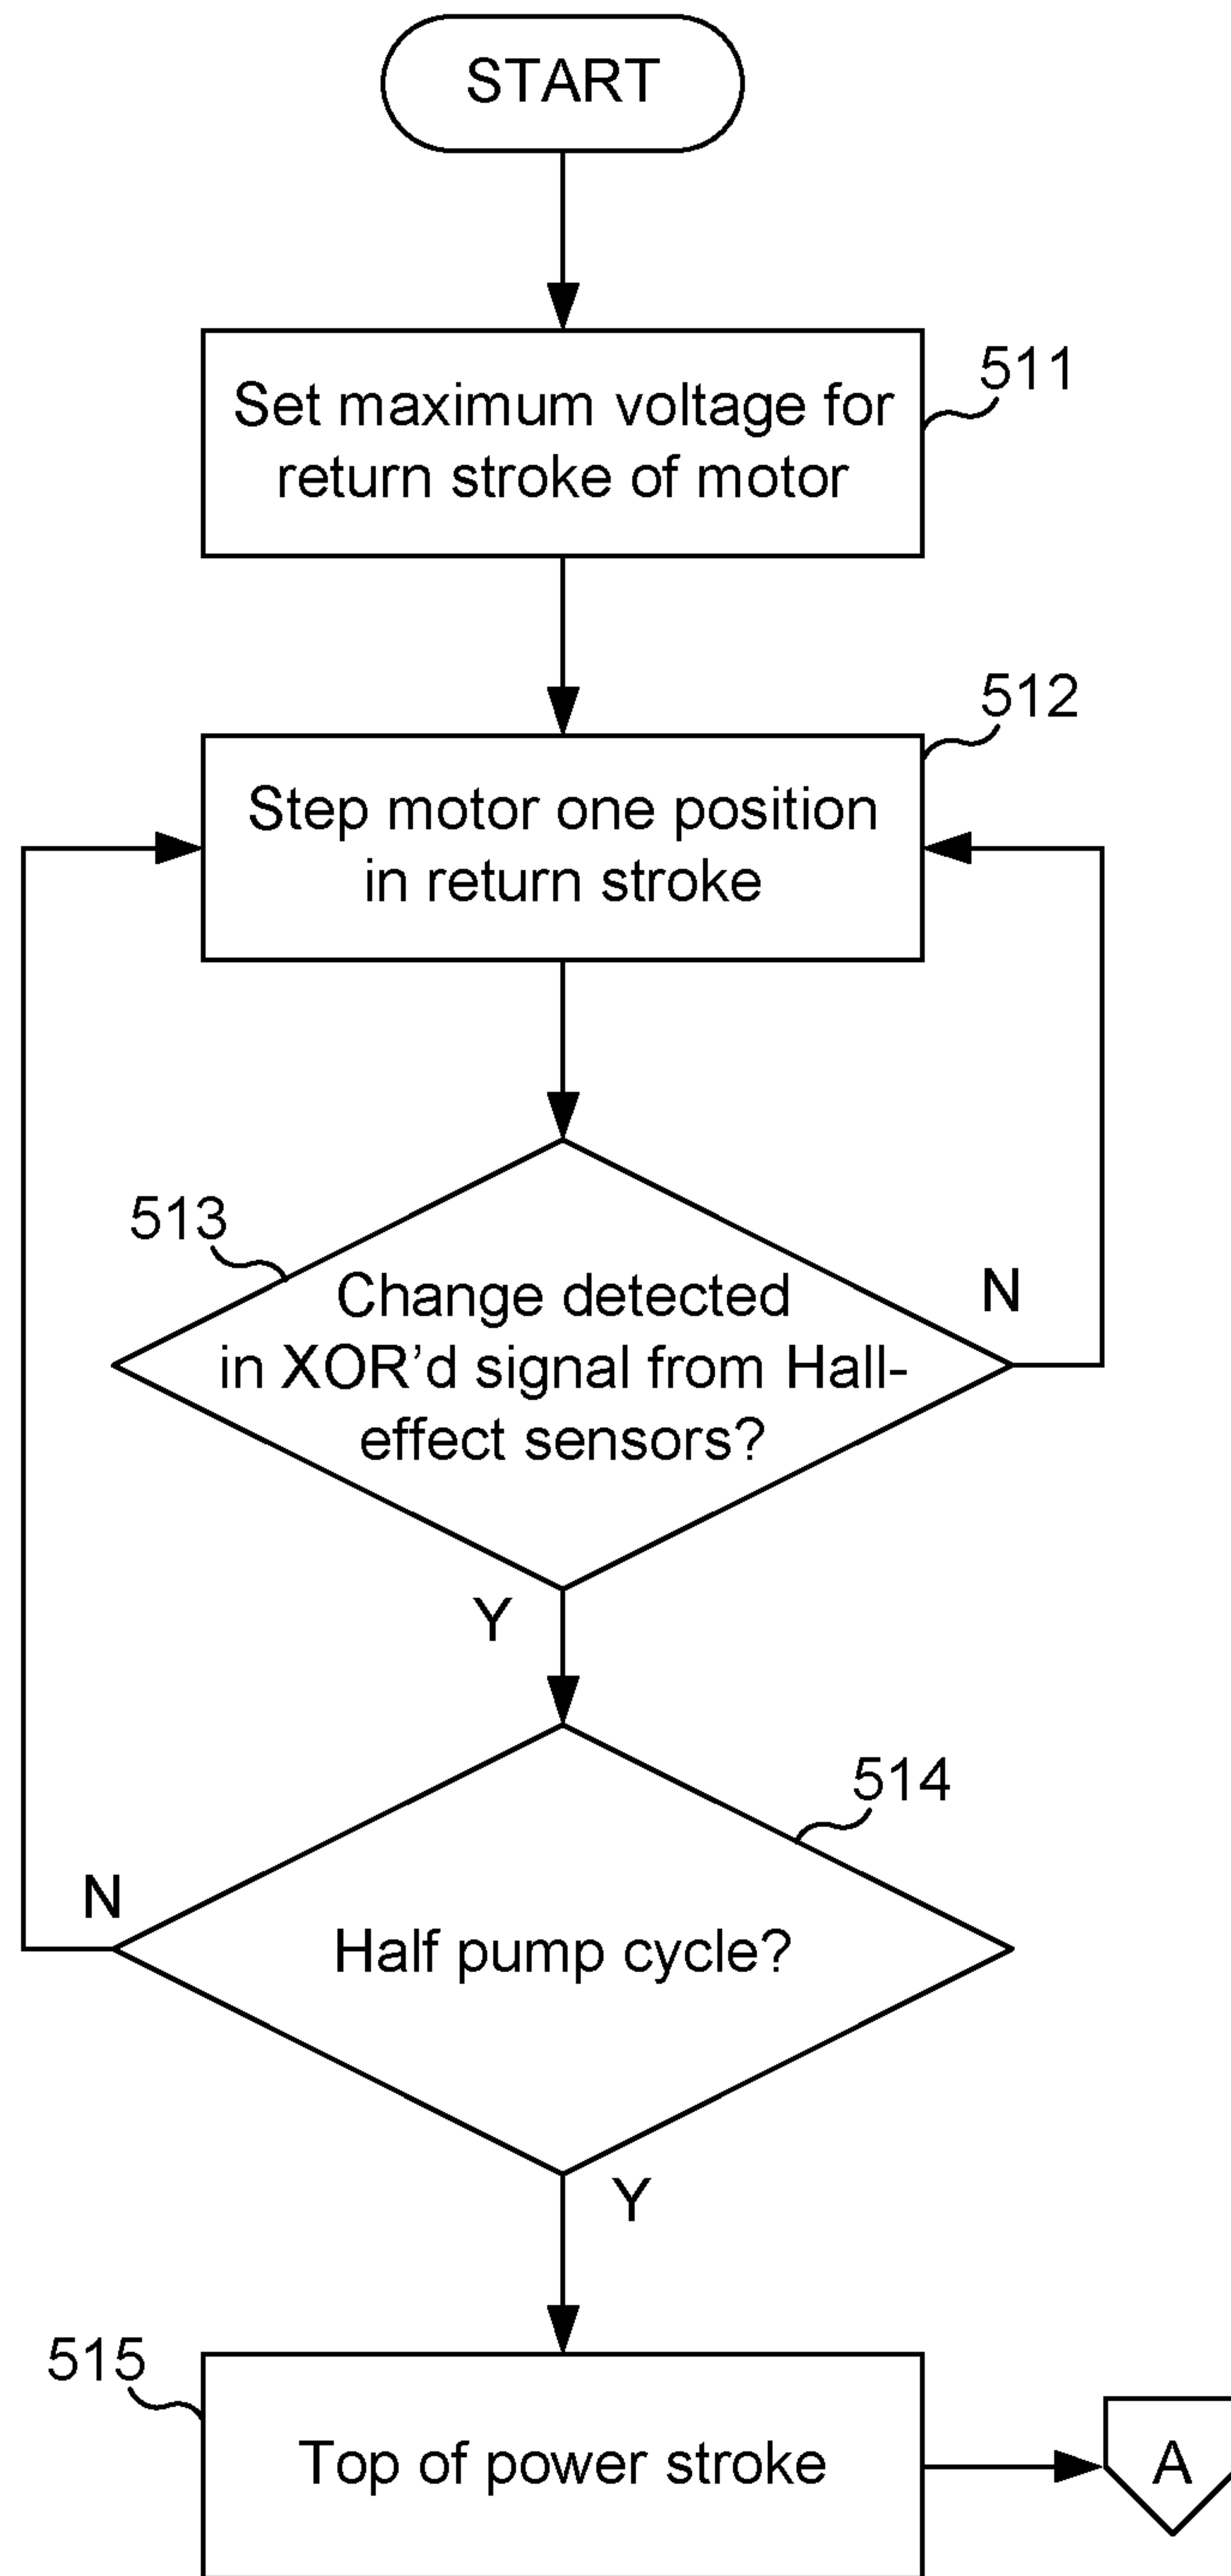 START
Set maximum voltage for
return stroke of motor
511
512
Step motor one position
in return stroke
513
Change detected
in XOR’d signal from Hall-
effect sensors?
N
Y
514
Half pump cycle?
N
Y
515
Top of power stroke
A